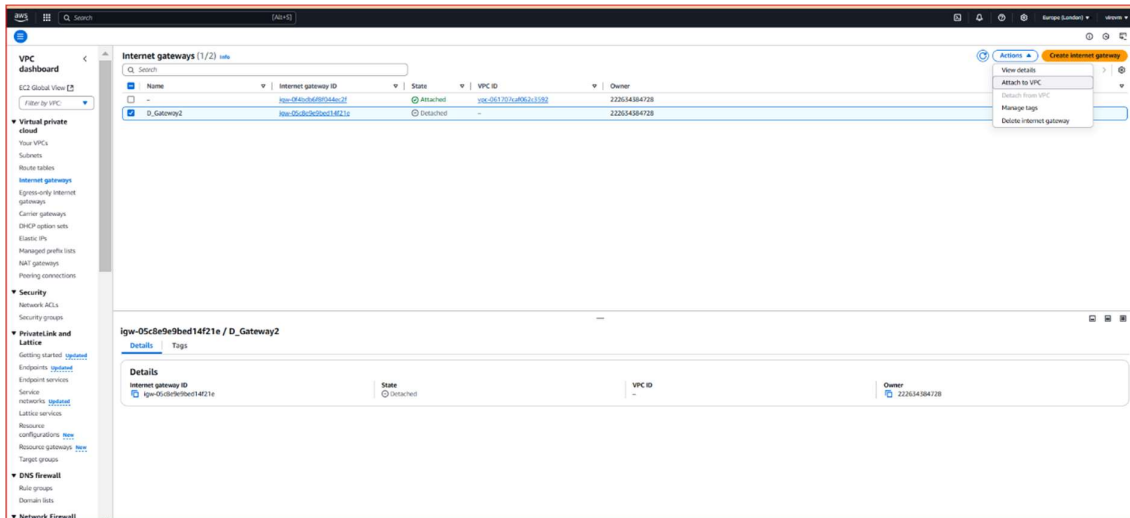 aws
Search
[Alt+S]
Europe (London)
VPC dashboard
EC2 Global View
Filter by VPC:
Virtual private cloud
Your VPCs
Subnets
Route tables
Internet gateways
Egress-only Internet gateways
Carrier gateways
DHCP option sets
Elastic IPs
Managed prefix lists
NAT gateways
Peering connections
Security
Network ACLs
Security groups
PrivateLink and Lattice
Getting started Updated
Endpoints Updated
Endpoint services
Service networks Updated
Lattice services
Resource configurations New
Resource gateways New
Target groups
DNS firewall
Rule groups
Domain lists
Network Firewall
Internet gateways (1/2) Info
Actions
Create internet gateway
Search
View details
Attach to VPC
Detach from VPC
Manage tags
Delete internet gateway
Name Internet gateway ID State VPC ID Owner
– Attached 222634384728
D_Gateway2 igw-05c8e9e9bed14f21e Detached – 222634384728
igw-05c8e9e9bed14f21e / D_Gateway2
Details Tags
Details
Internet gateway ID State VPC ID Owner
igw-05c8e9e9bed14f21e Detached – 222634384728